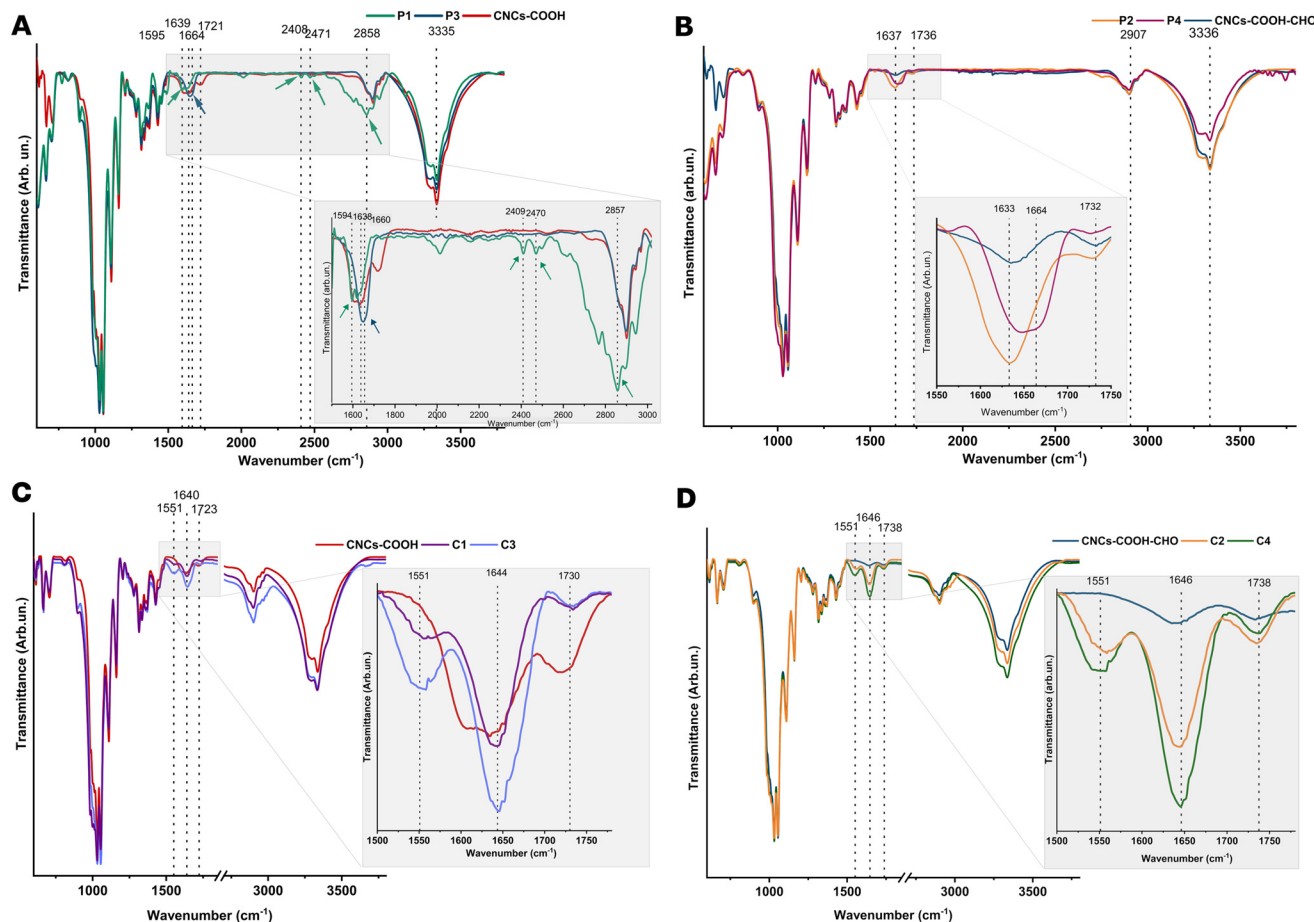 A
P1 P3 CNCs-COOH
1639 1721 2408 2858 3335
1595 1664 2471
Transmittance (Arb. un.)
1594 1638 1660 2409 2470 2857
Transmittance (arb.un.)
1600 1800 2000 2200 2400 2600 2800 3000
Wavenumber (cm-1)
1000 1500 2000 2500 3000 3500
Wavenumber (cm-1)
B
P2 P4 CNCs-COOH-CHO
1637 1736 2907 3336
Transmittance (arb.un.)
1633 1664 1732
Transmittance (Arb.un.)
1550 1600 1650 1700 1750
Wavenumber (cm-1)
1000 1500 2000 2500 3000 3500
Wavenumber (cm-1)
C
1640
1551 1723
CNCs-COOH C1 C3
Transmittance (Arb.un.)
1551 1644 1730
Transmittance (Arb.un.)
1500 1550 1600 1650 1700 1750
Wavenumber (cm-1)
1000 1500 3000 3500
Wavenumber (cm-1)
D
1551 1646 1738
CNCs-COOH-CHO C2 C4
Transmittance (Arb.un.)
1551 1646 1738
Transmittance (Arb.un.)
1500 1550 1600 1650 1700 1750
Wavenumber (cm-1)
1000 1500 3000 3500
Wavenumber (cm-1)